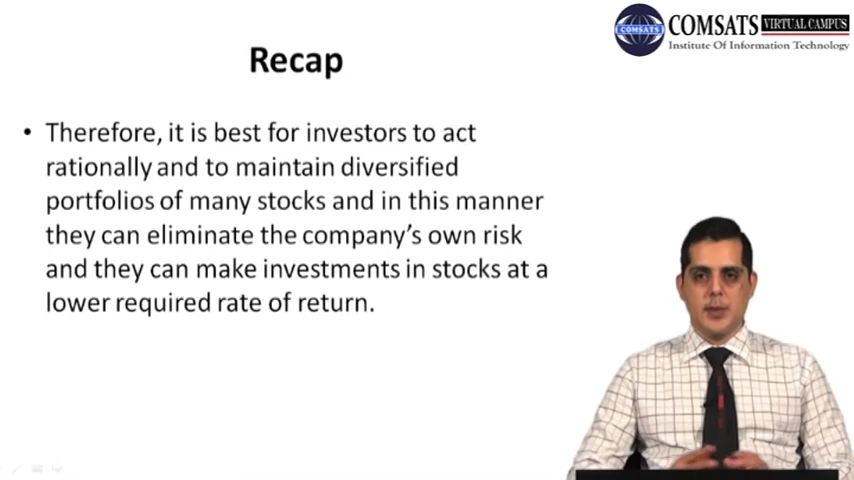 COMSATS VIRTUAL CAMPUS
COMSATS
Institute Of Information Technology
Recap
• Therefore, it is best for investors to act
rationally and to maintain diversified
portfolios of many stocks and in this manner
they can eliminate the company's own risk
and they can make investments in stocks at a
lower required rate of return.